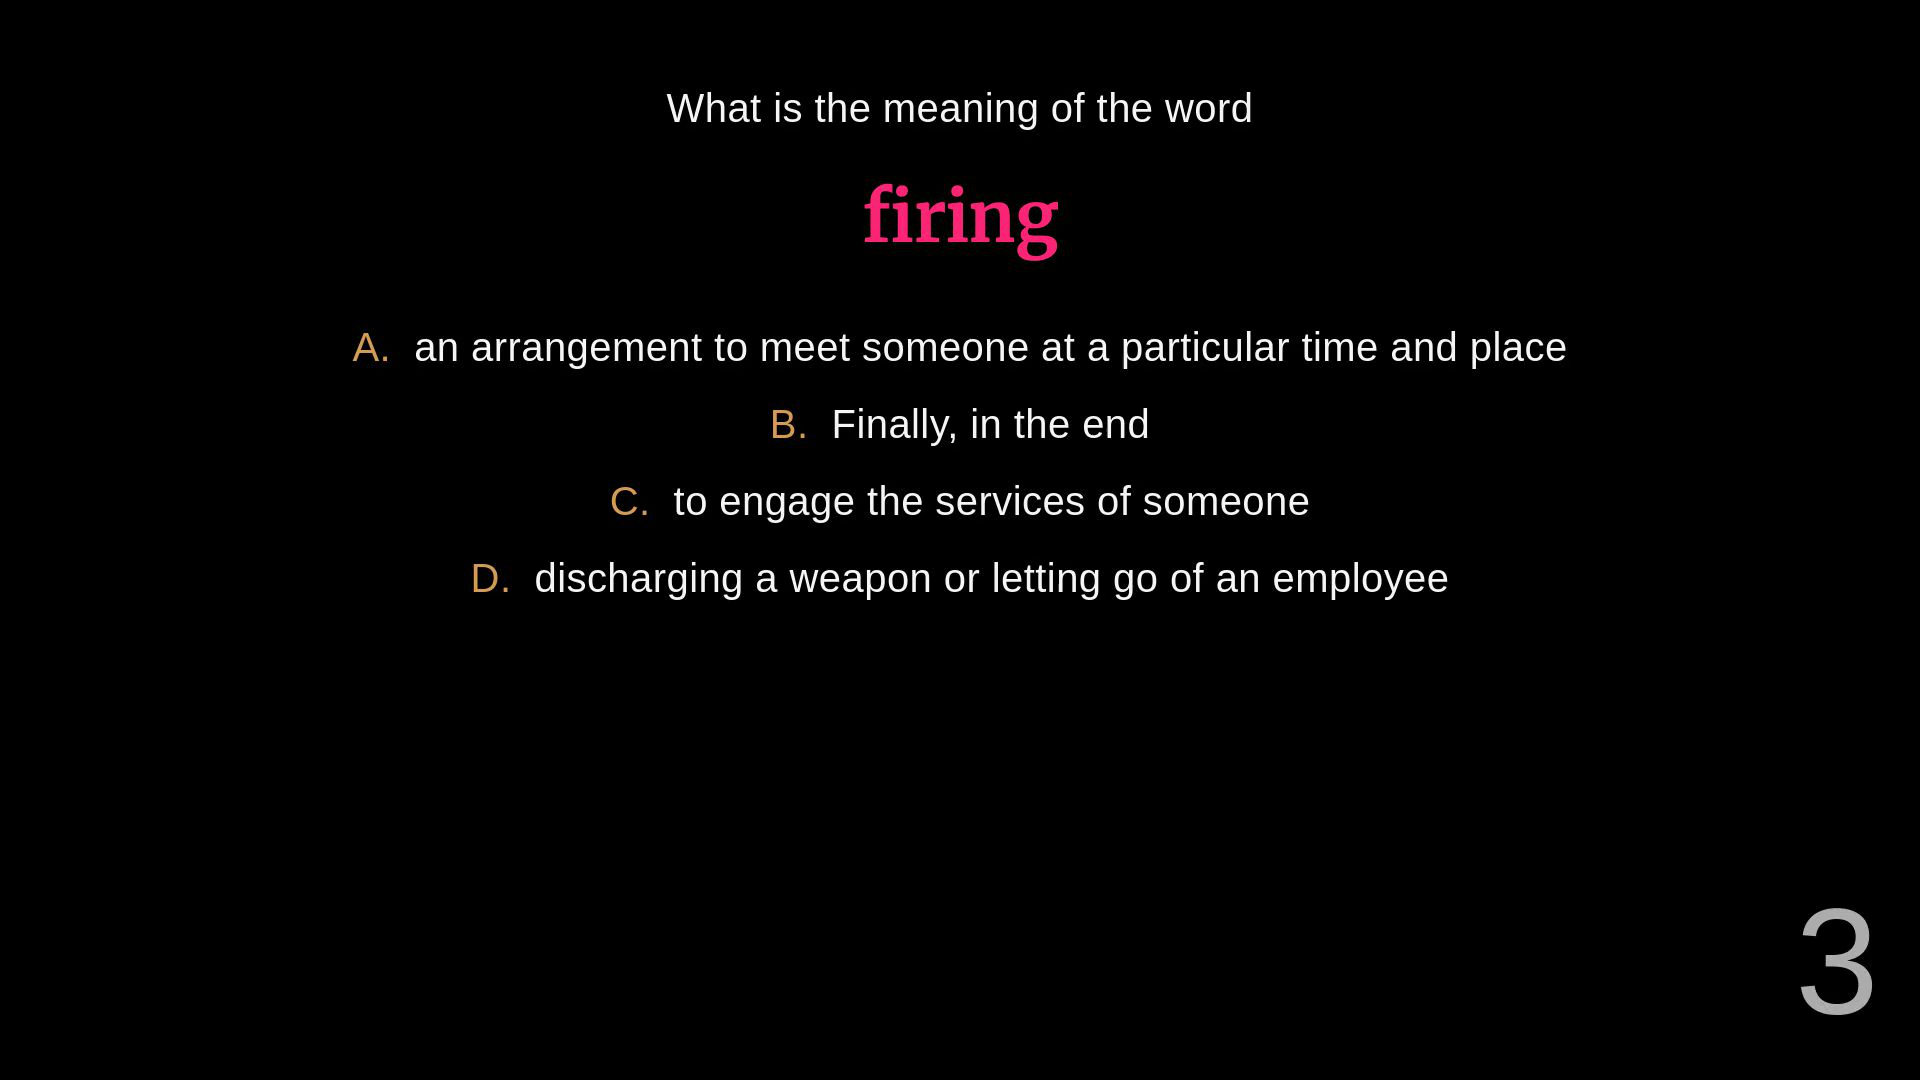 What is the meaning of the word
firing
A. an arrangement to meet someone at a particular time and place
B. Finally, in the end
C. to engage the services of someone
D. discharging a weapon or letting go of an employee
3